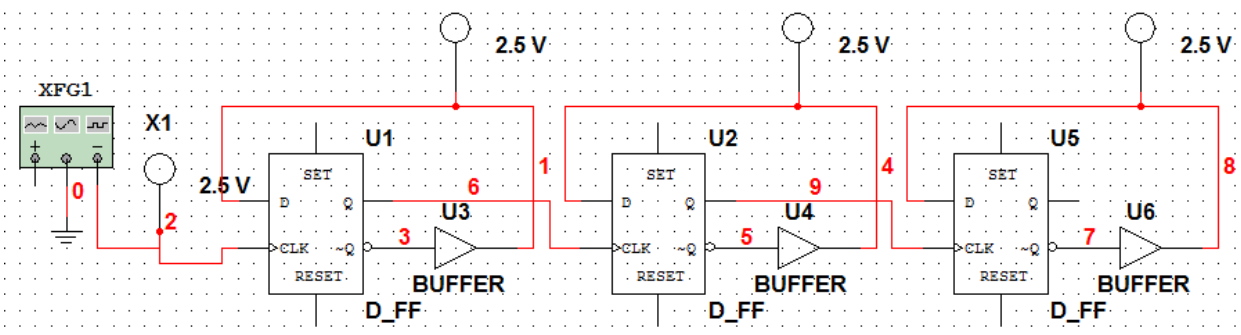 2.5 V
2.5 V
2.5 V
XFG1
X1
U1
U2
U5
+
−
SET
SET
SET
1
4
8
0
2.5 V
6
9
D
Q
D
Q
D
Q
2
U3
U4
U6
3
5
7
CLK
~Q
CLK
~Q
CLK
~Q
RESET
RESET
RESET
BUFFER
BUFFER
BUFFER
D_FF
D_FF
D_FF